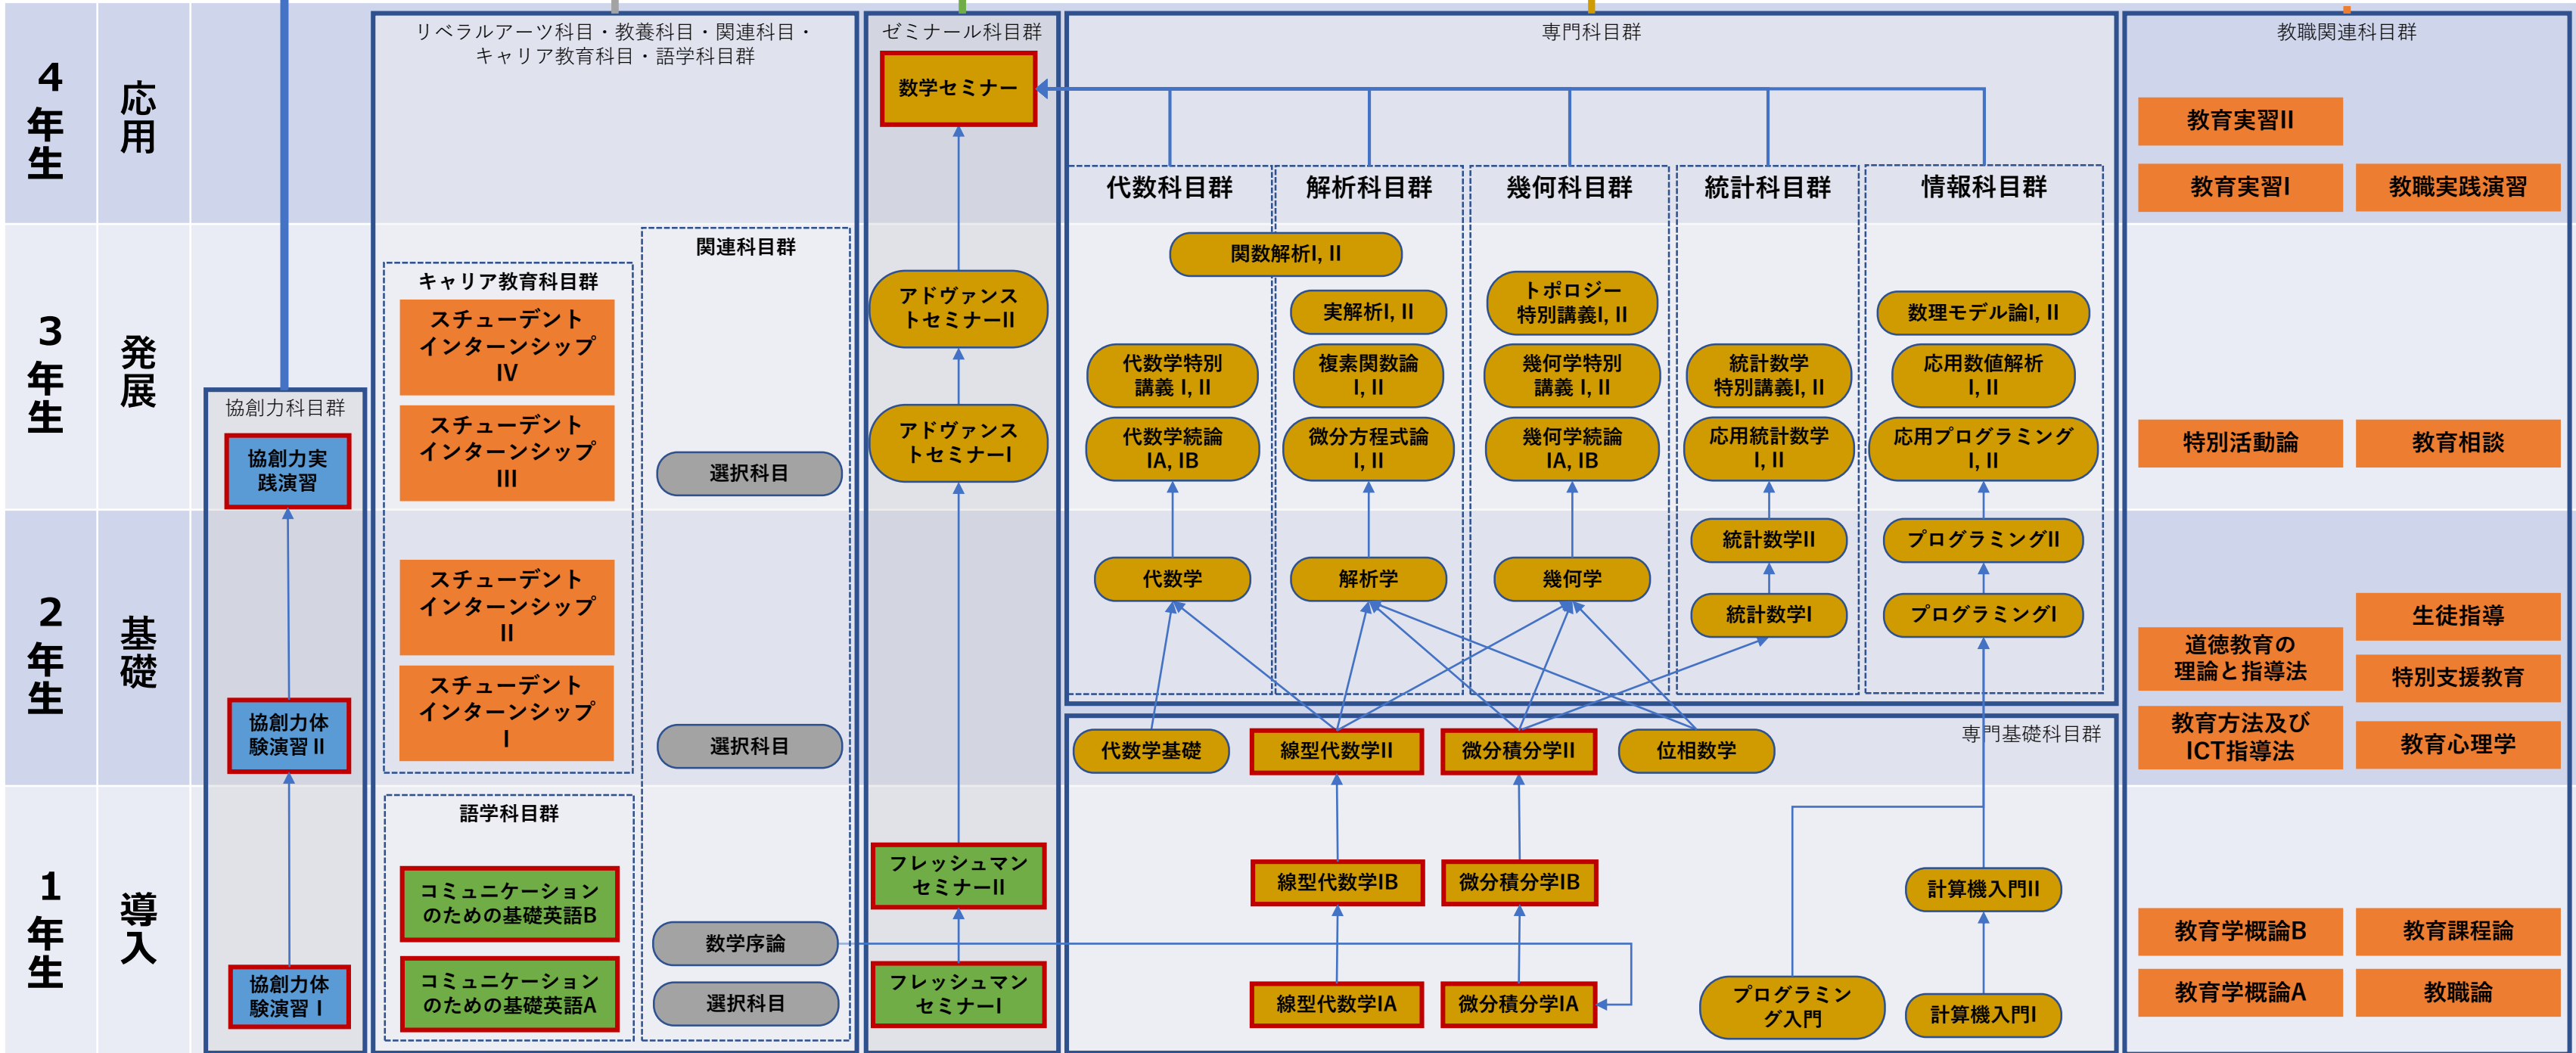 4
年
生
応
用
3
年
生
発
展
2
年
生
基
礎
1
年
生
導
入
協創力科目群
協創力実
践演習
協創力体
験演習 II
協創力体
験演習 I
リベラルアーツ科目・教養科目・関連科目・
キャリア教育科目・語学科目群
キャリア教育科目群
スチューデント
インターンシップ
IV
スチューデント
インターンシップ
III
スチューデント
インターンシップ
II
スチューデント
インターンシップ
I
語学科目群
コミュニケーション
のための基礎英語B
コミュニケーション
のための基礎英語A
関連科目群
選択科目
選択科目
数学序論
選択科目
ゼミナール科目群
数学セミナー
アドヴァンス
トセミナーII
アドヴァンス
トセミナーI
フレッシュマン
セミナーII
フレッシュマン
セミナーI
専門科目群
代数科目群
解析科目群
幾何科目群
統計科目群
情報科目群
関数解析I, II
実解析I, II
トポロジー
特別講義I, II
数理モデル論I, II
代数学特別
講義 I, II
複素関数論
I, II
幾何学特別
講義 I, II
統計数学
特別講義I, II
応用数値解析
I, II
代数学続論
IA, IB
微分方程式論
I, II
幾何学続論
IA, IB
応用統計数学
I, II
応用プログラミング
I, II
統計数学II
プログラミングII
代数学
解析学
幾何学
統計数学I
プログラミングI
専門基礎科目群
代数学基礎
線型代数学II
微分積分学II
位相数学
線型代数学IB
微分積分学IB
計算機入門II
線型代数学IA
微分積分学IA
プログラミン
グ入門
計算機入門I
教職関連科目群
教育実習II
教育実習I
教職実践演習
特別活動論
教育相談
生徒指導
道徳教育の
理論と指導法
特別支援教育
教育方法及び
ICT指導法
教育心理学
教育学概論B
教育課程論
教育学概論A
教職論